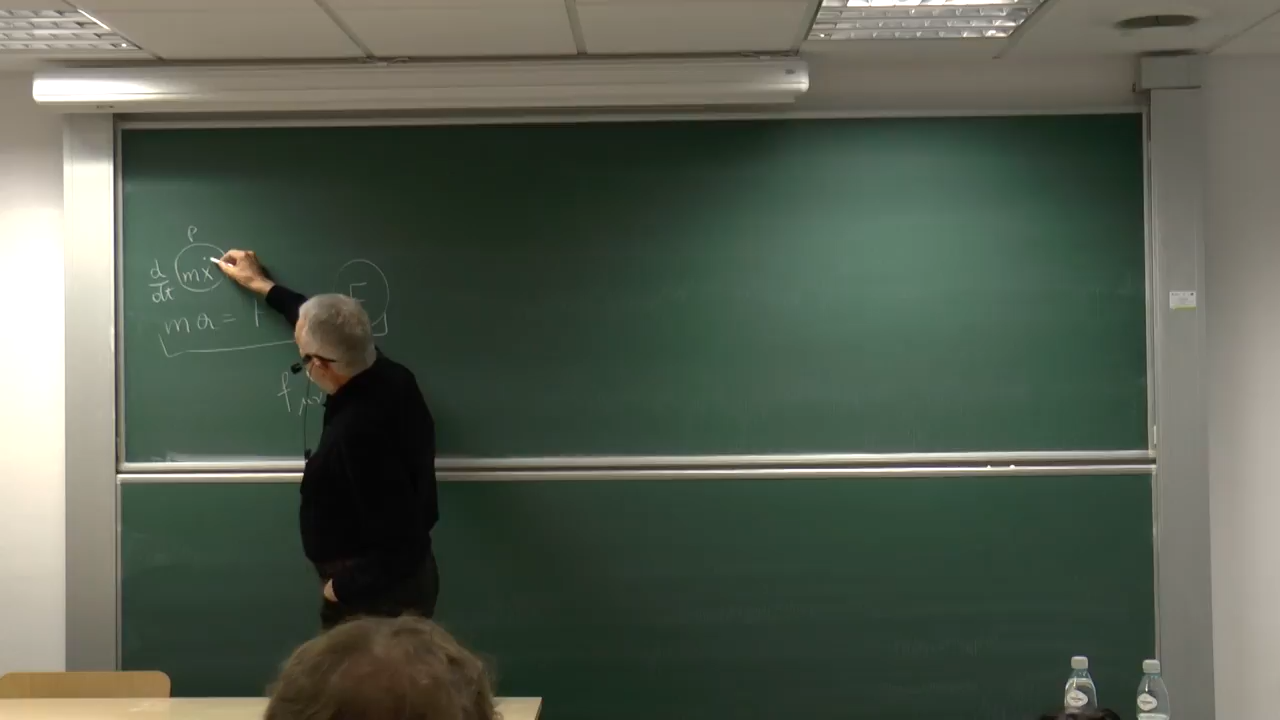 P
d/dt (mẋ
ma = F
F
f